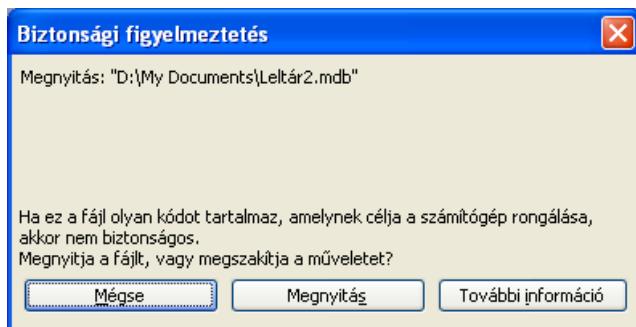 Biztonsági figyelmeztetés
Megnyitás: "D:\My Documents\Leltár2.mdb"
Ha ez a fájl olyan kódot tartalmaz, amelynek célja a számítógép rongálása,
akkor nem biztonságos.
Megnyitja a fájlt, vagy megszakítja a műveletet?
Mégse Megnyitás További információ